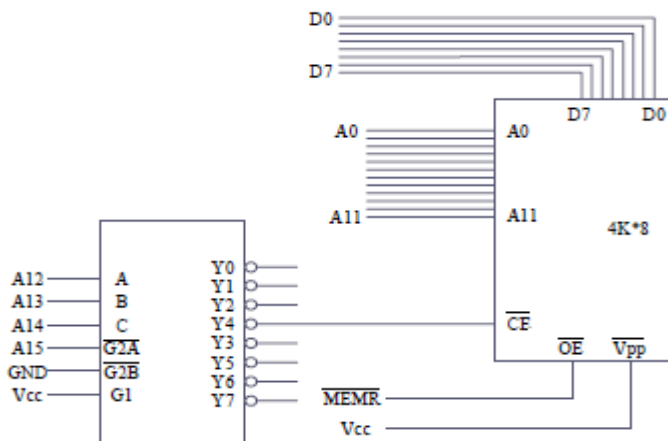 D0
D7
D7 D0
A0 A0
A11 A11
4K*8
Y0
A12 A Y1
A13 B Y2
A14 C Y4 CE
A15 G2A Y3
GND G2B Y5
Vcc G1 Y6
Y7
OE Vpp
MEMR
Vcc